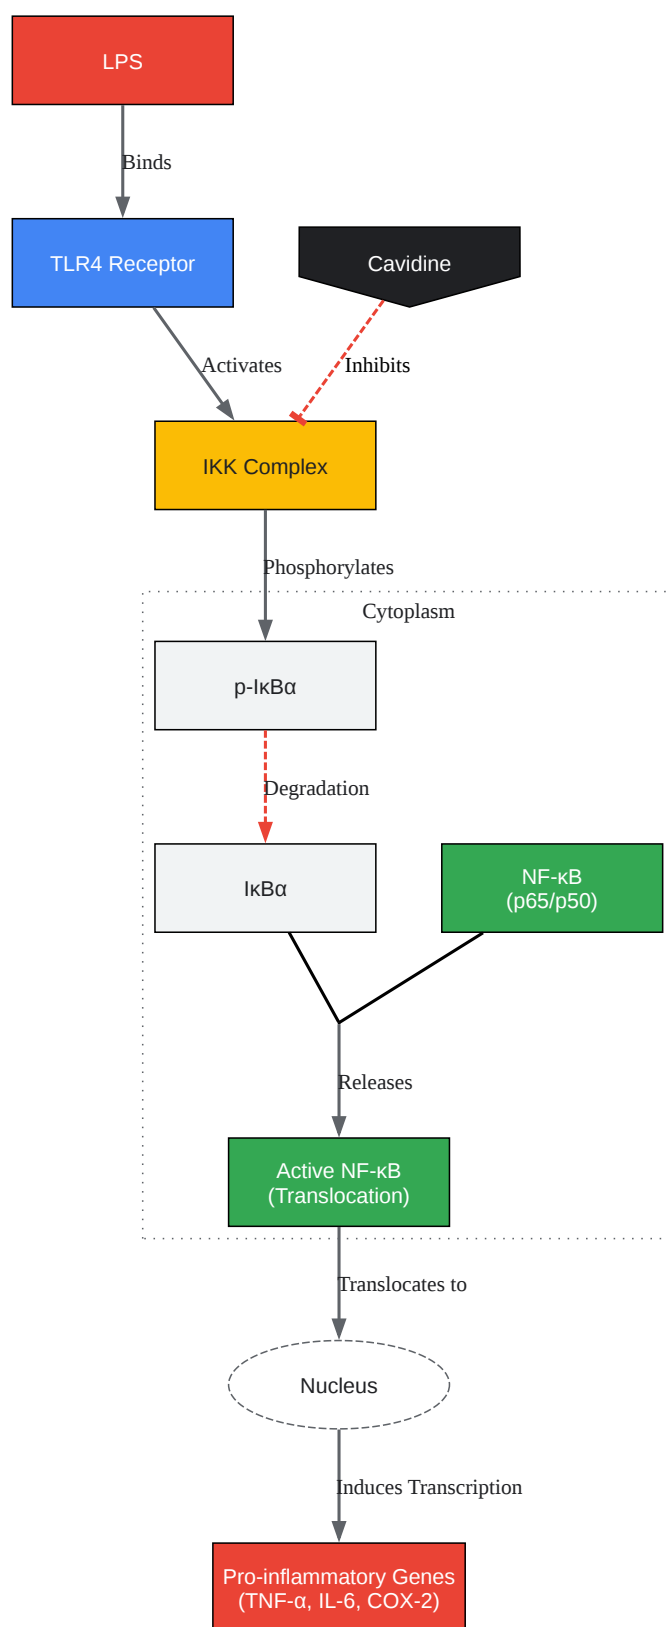 LPS
Binds
TLR4 Receptor
Cavidine
Activates
Inhibits
IKK Complex
Phosphorylates
Cytoplasm
p-IκBα
Degradation
IκBα
NF-κB
(p65/p50)
Releases
Active NF-κB
(Translocation)
Translocates to
Nucleus
Induces Transcription
Pro-inflammatory Genes
(TNF-α, IL-6, COX-2)